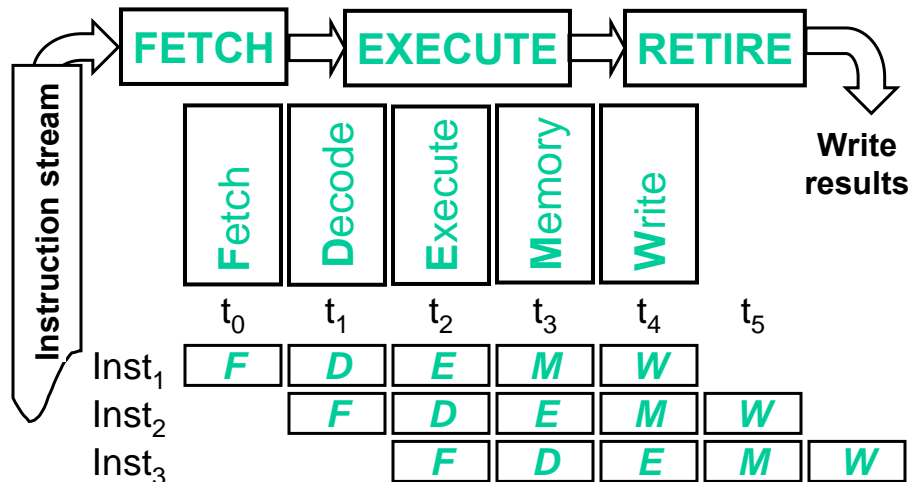 FETCH EXECUTE RETIRE
Instruction stream
Write
results
Fetch Decode Execute Memory Write
t₀ t₁ t₂ t₃ t₄ t₅
Inst₁ F D E M W
Inst₂ F D E M W
Inst₃ F D E M W